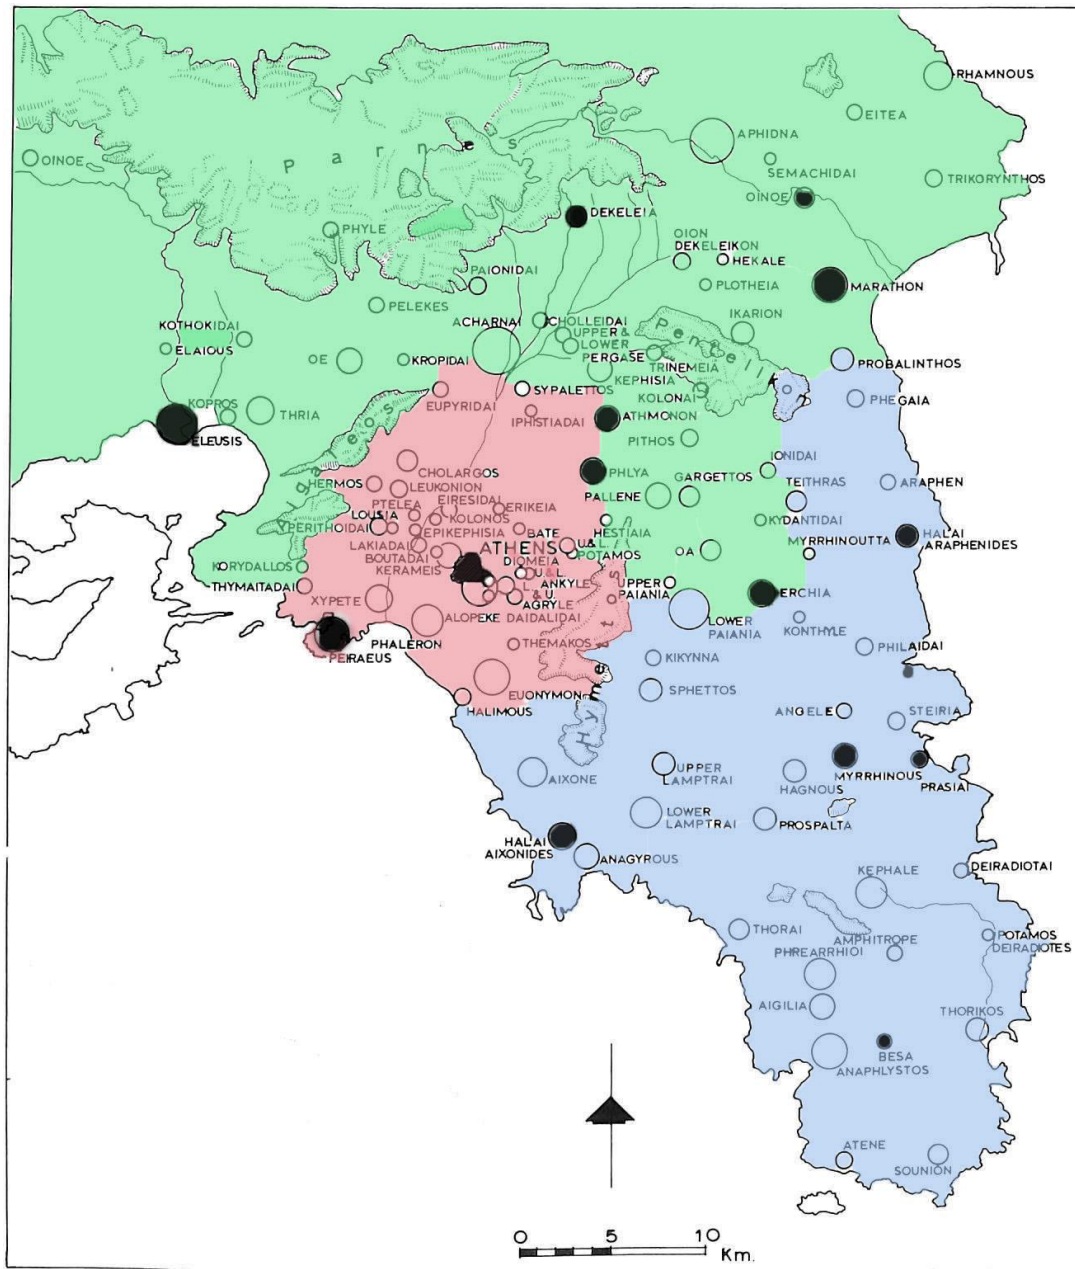 RHAMNOUS
EITEA
APHIDNA
OINOE
Parnes
SEMACHIDAI
TRIKORYNTHOS
OINOE
DEKELEIA
PHYLE
OION
DEKELEIKON
HEKALE
PAIONIDAI
PLOTHEIA
MARATHON
PELEKES
ACHARNAI
CHOLLEIDAI
IKARION
KOTHOKIDAI
UPPER &
LOWER
PERGASE
Pentelikon
ELAIOUS
OE
KROPIDAI
TRINEMEIA
PROBALINTHOS
KEPHISIA
SYPALETTOS
KOLONAI
PHEGAIA
KOPROS
EUPYRIDAI
THRIA
IPHISTIADAI
ATHMONON
ELEUSIS
PITHOS
Aigaleos
CHOLARGOS
PHLYA
IONIDAI
HERMOS
GARGETTOS
TEITHRAS
ARAPHEN
LEUKONION
PALLENE
PTELEA
EIRESIDAI
ERIKEIA
LOUSIA
KOLONOS
HESTIAIA
KYDANTIDAI
PERITHOIDAI
EPIKEPHISIA
BATE
HALAI
ARAPHENIDES
LAKIADAI
ATHENS
U.& L.
POTAMOS
OA
MYRRHINOUTTA
BOUTADAI
DIOMEIA
KERAMEIS
KORYDALLOS
U.& L.
ANKYLE
UPPER
PAIANIA
THYMAITADAI
L.
& U.
AGRYLE
ERCHIA
XYPETE
ALOPEKE
DAIDALIDAI
LOWER
PAIANIA
KONTHYLE
PHALERON
THEMAKOS
PHILAIDAI
PEIRAEUS
KIKYNNA
Hymettos
SPHETTOS
EUONYMON
HALIMOUS
ANGELE
STEIRIA
AIXONE
UPPER
LAMPTRAI
HAGNOUS
MYRRHINOUS
PRASIAI
LOWER
LAMPTRAI
PROSPALTA
HALAI
AIXONIDES
ANAGYROUS
KEPHALE
DEIRADIOTAI
THORAI
AMPHITROPE
POTAMOS
DEIRADIOTES
PHREARRHIOI
AIGILIA
THORIKOS
BESA
ANAPHLYSTOS
ATENE
SOUNION
0 5 10
Km.